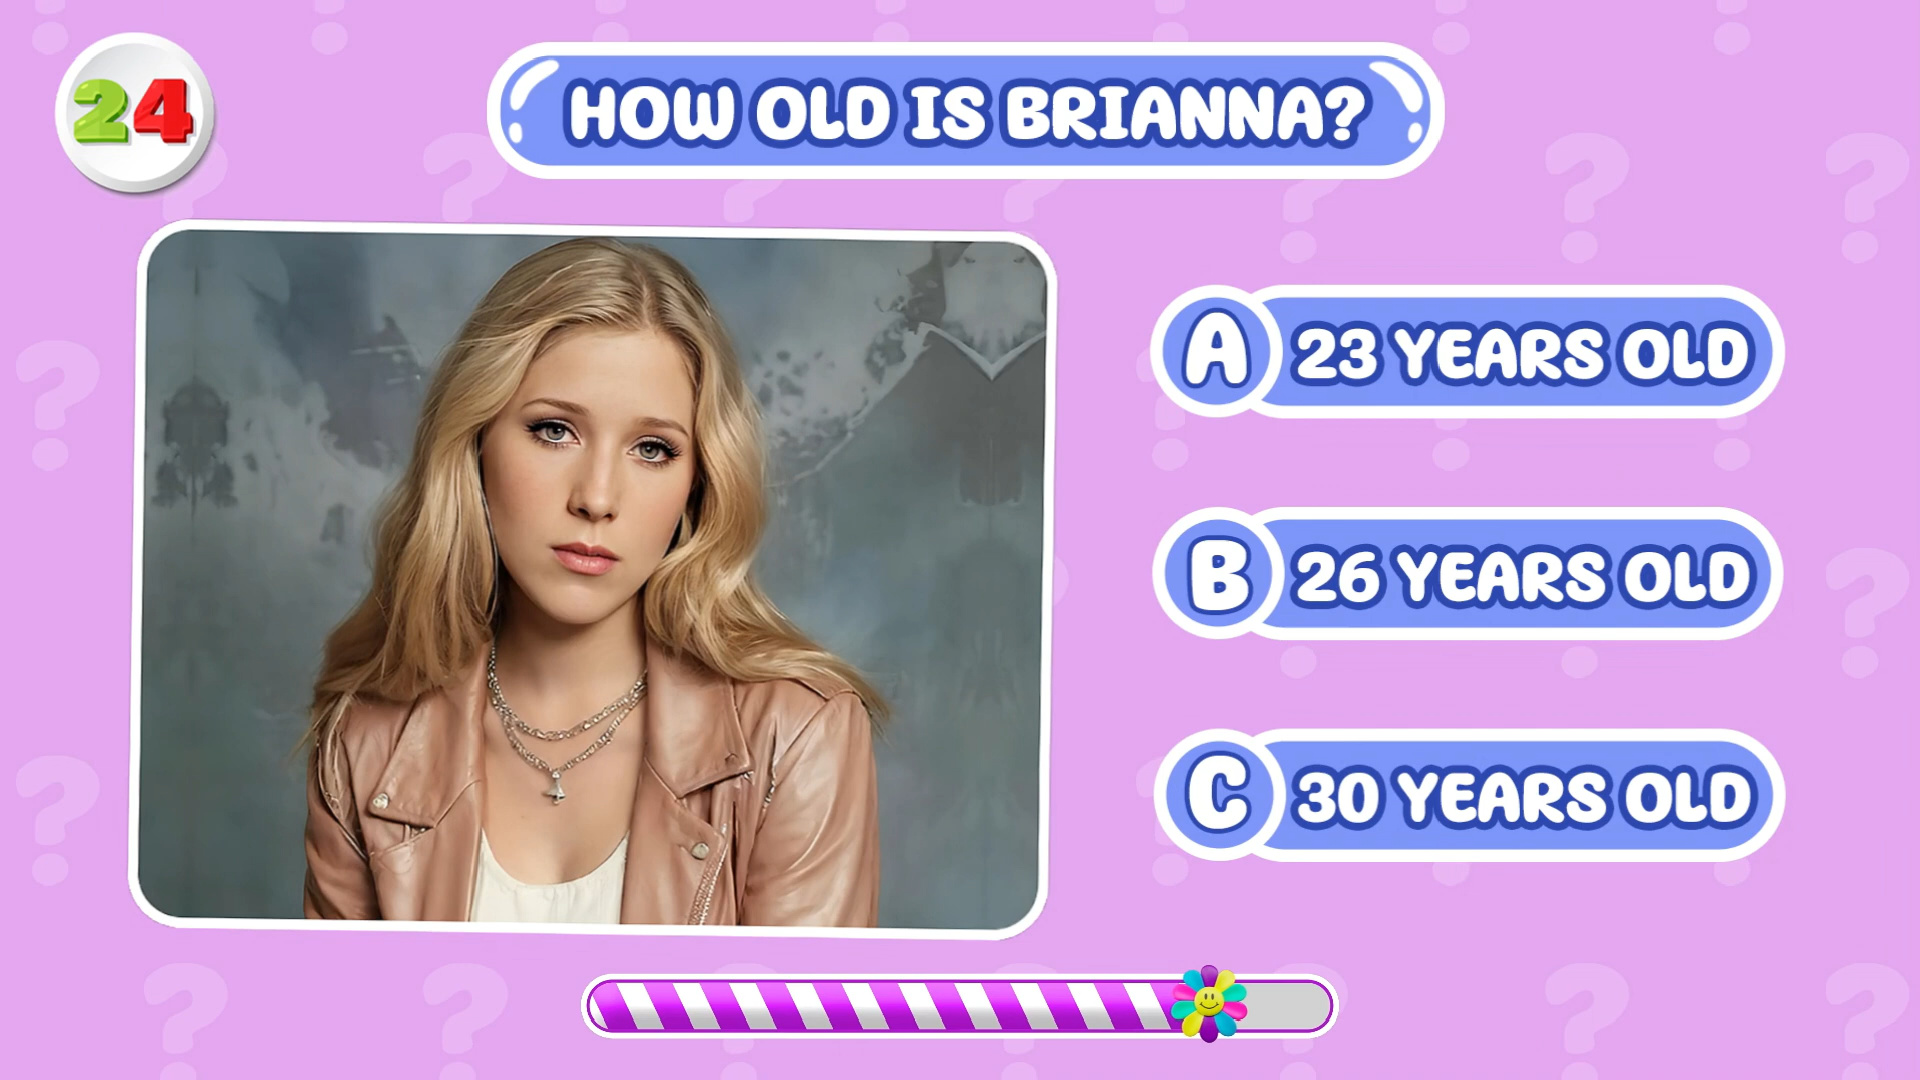 24
HOW OLD IS BRIANNA?
A 23 YEARS OLD
B 26 YEARS OLD
C 30 YEARS OLD